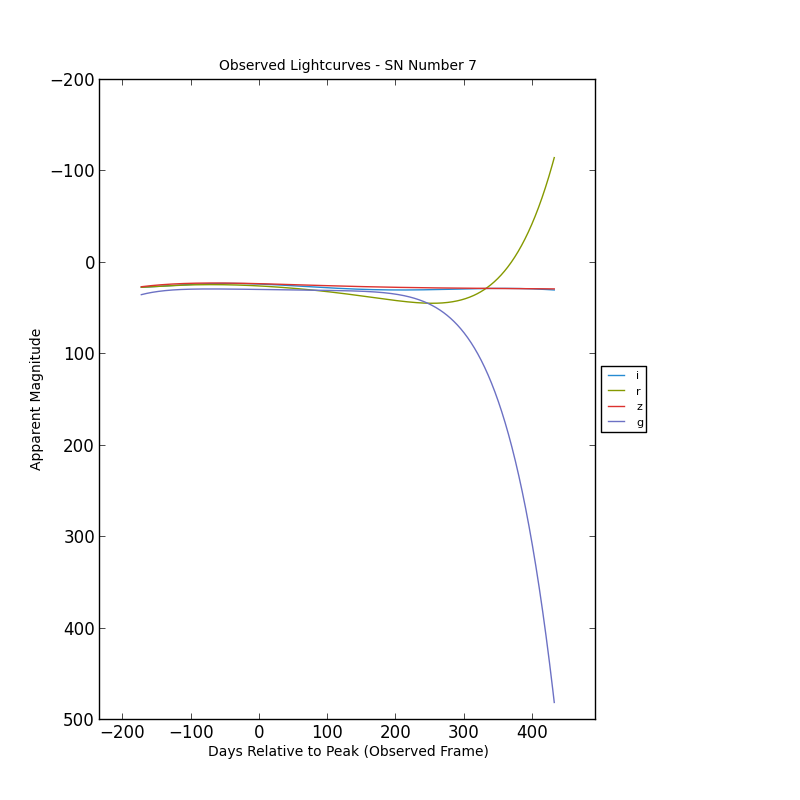 Observed Lightcurves - SN Number 7
−200
−100
0
100
200
300
400
500
Apparent Magnitude
−200 −100 0 100 200 300 400
Days Relative to Peak (Observed Frame)
i
r
z
g